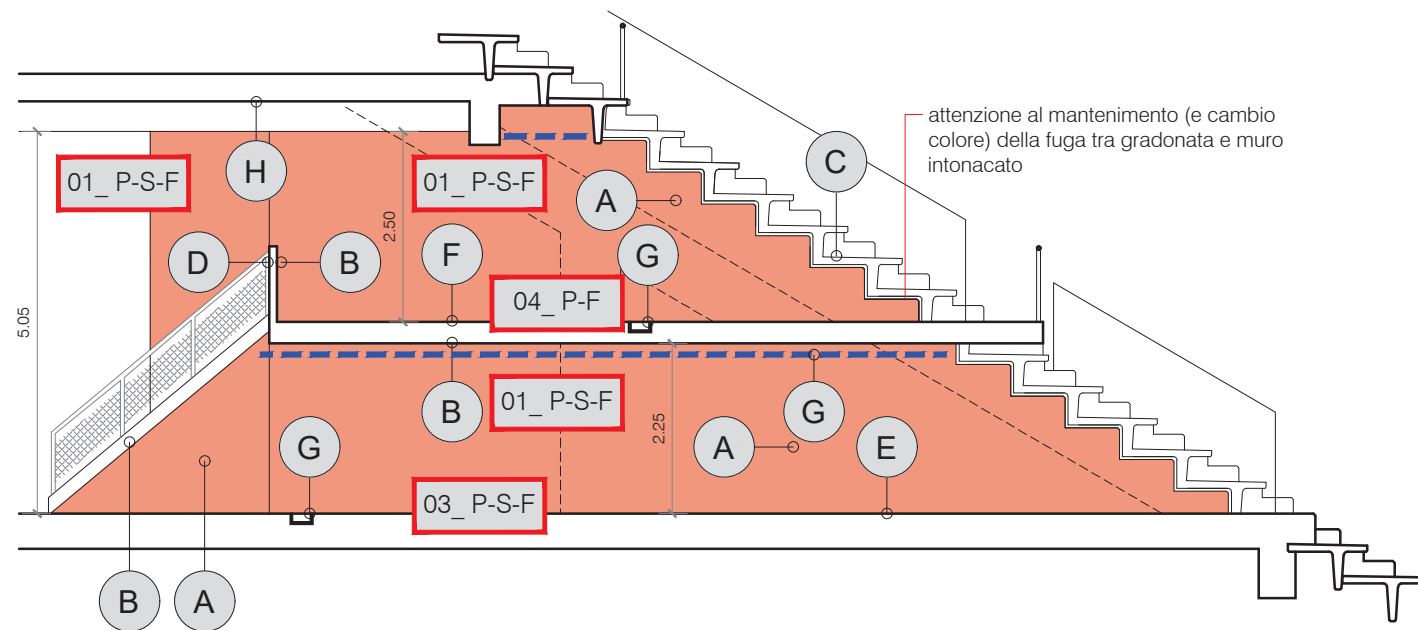 attenzione al mantenimento (e cambio
colore) della fuga tra gradonata e muro
intonacato
C
H
01_ P-S-F
01_ P-S-F
A
2.50
D
B
F
G
04_ P-F
5.05
B
01_ P-S-F
G
2.25
A
E
G
03_ P-S-F
B
A